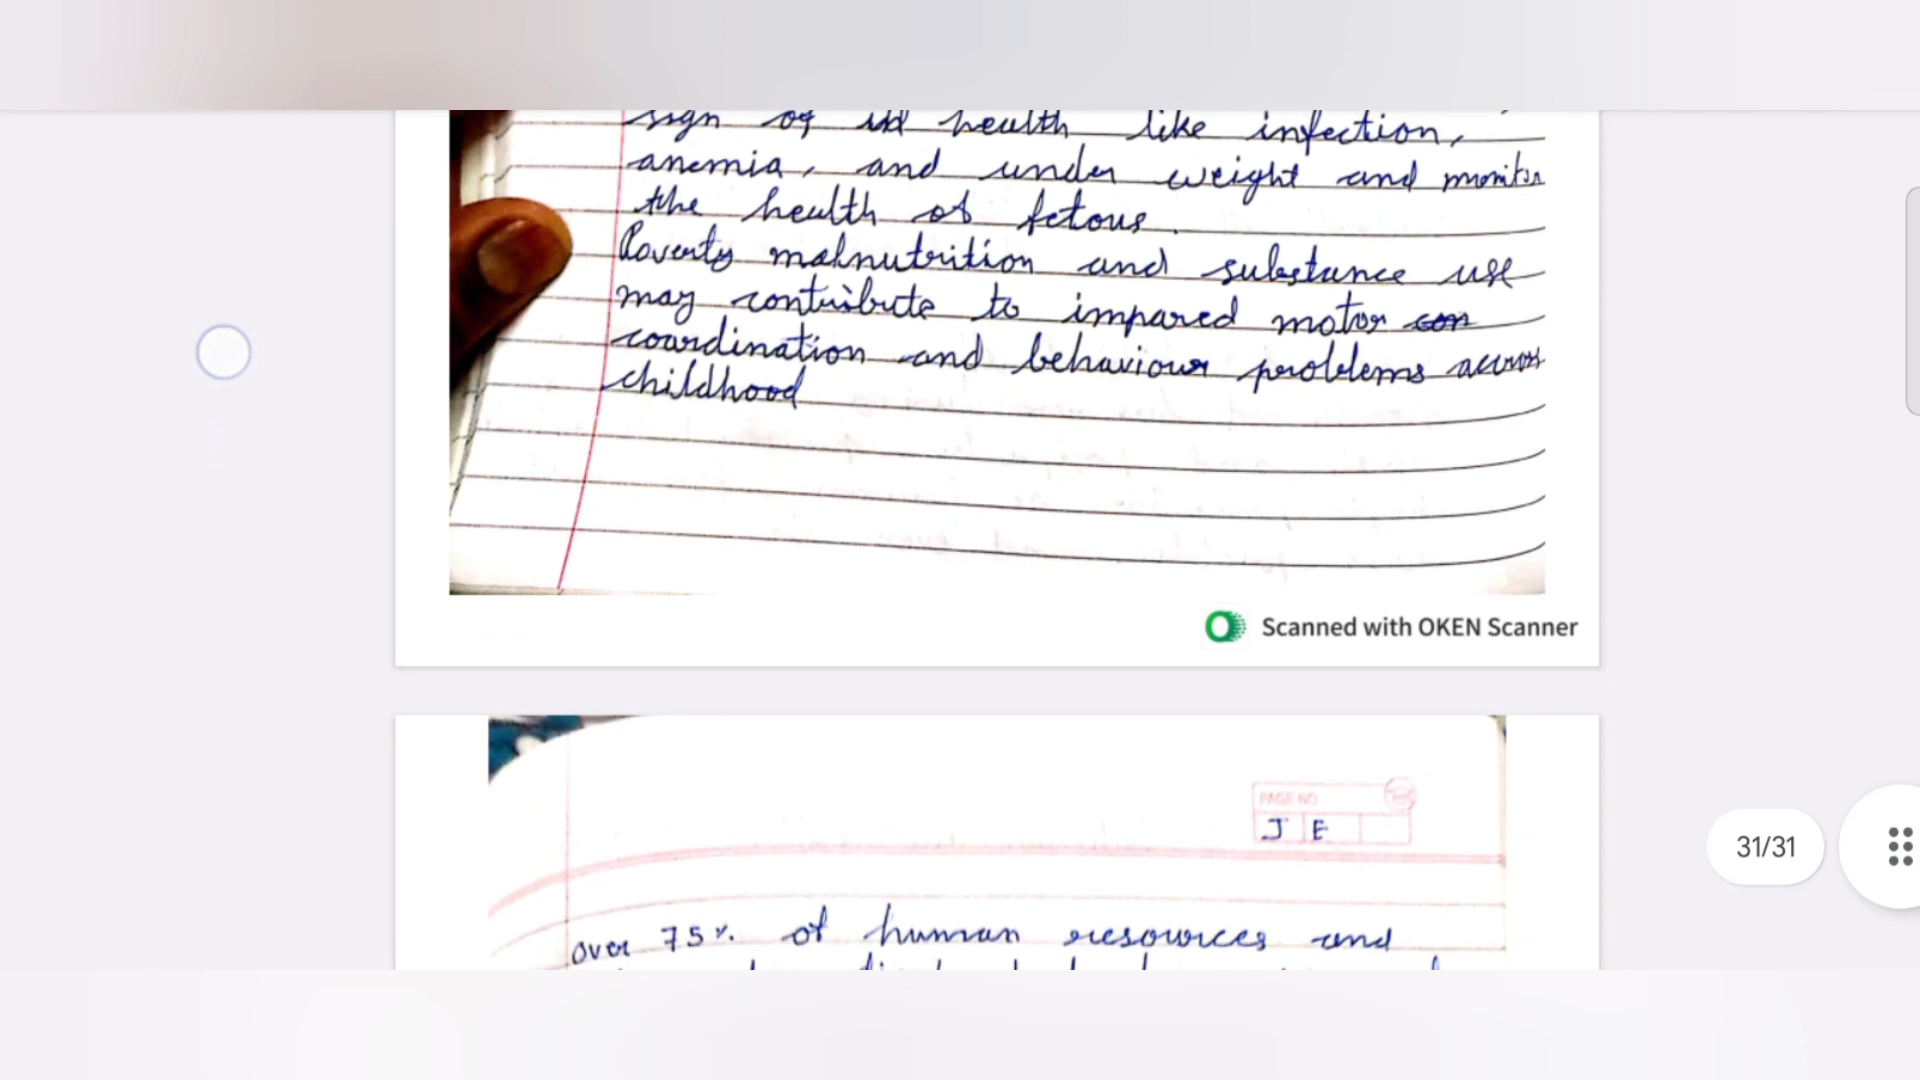 sign of ill health like infection,
anemia, and under weight and moniter
the health of fetous.
Poverty malnutrition and substance use
may contribute to impared motor con
courdination and behaviour problems across
childhood
Scanned with OKEN Scanner
PAGE NO
J E
31/31
over 75% of human resources and